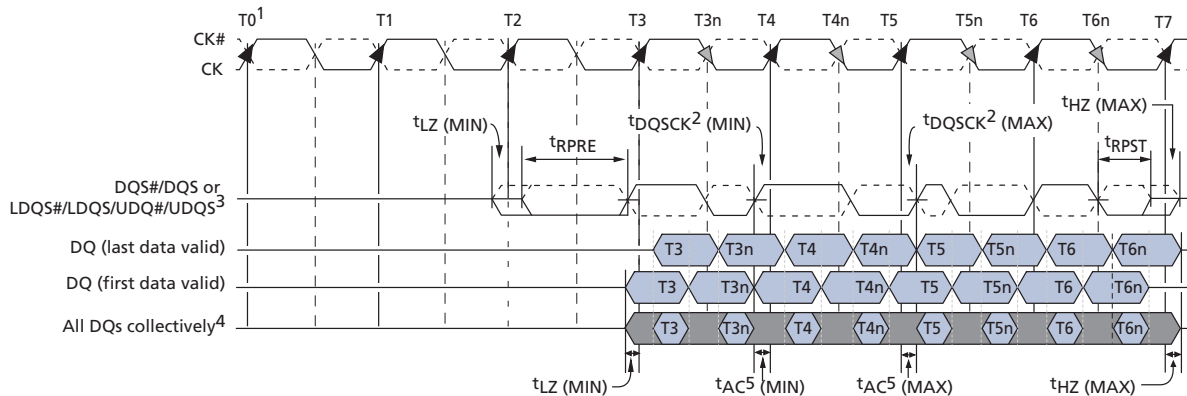 T0¹ T1 T2 T3 T3n T4 T4n T5 T5n T6 T6n T7
CK#
CK
tHZ (MAX)
tLZ (MIN) tDQSCK² (MIN) tDQSCK² (MAX)
tRPRE tRPST
DQS#/DQS or
LDQS#/LDQS/UDQ#/UDQS³
DQ (last data valid) T3 T3n T4 T4n T5 T5n T6 T6n
DQ (first data valid) T3 T3n T4 T4n T5 T5n T6 T6n
All DQs collectively⁴ T3 T3n T4 T4n T5 T5n T6 T6n
tLZ (MIN) tAC⁵ (MIN) tAC⁵ (MAX) tHZ (MAX)